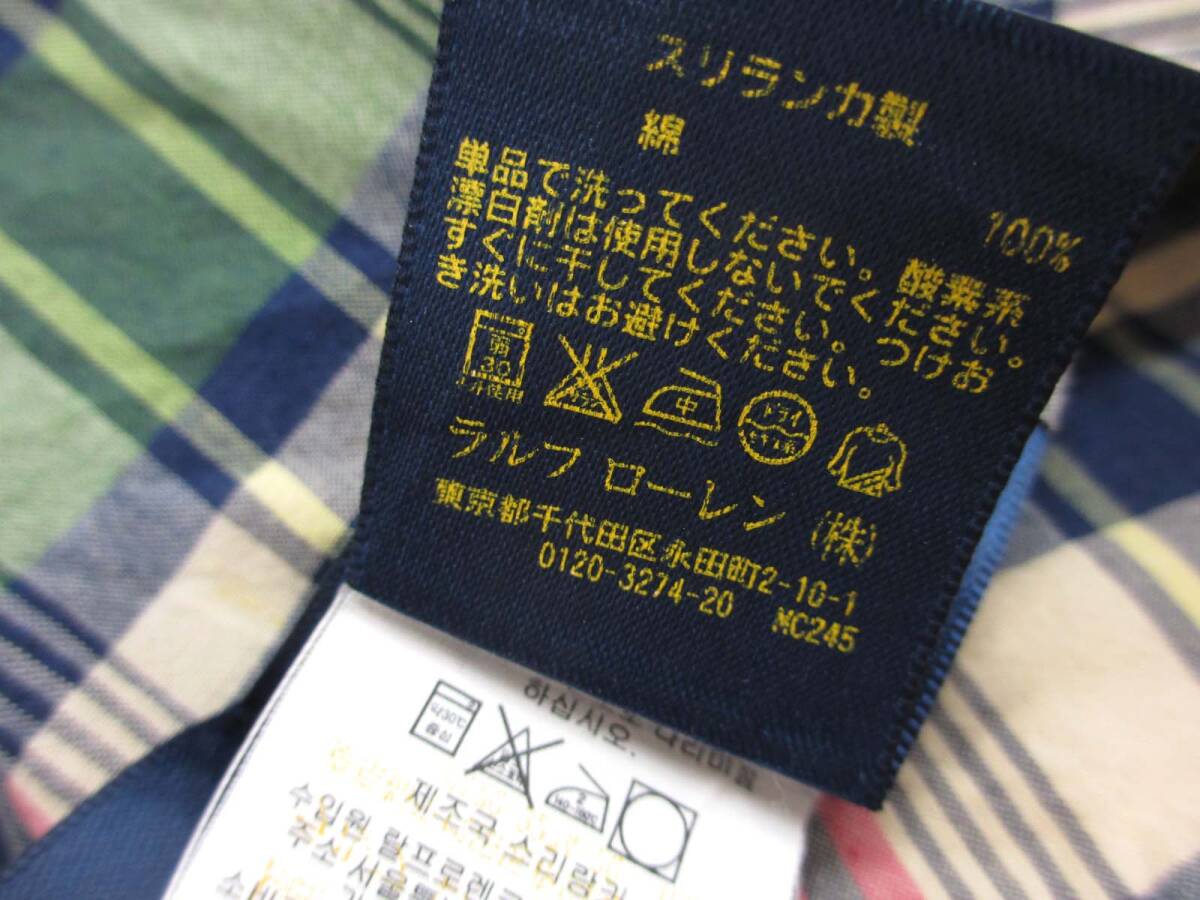 スリランカ製
綿
100%
単品で洗ってください。酸素系
漂白剤は使用しないでください。
すぐに干してください。つけお
き洗いはお避けください。
弱
30
中
ドライ
ラルフ ローレン (株)
東京都千代田区永田町2-10-1
0120-3274-20 MC245
하십시오.
제조국 스리랑카
수입원 랄프로렌
주소 서울